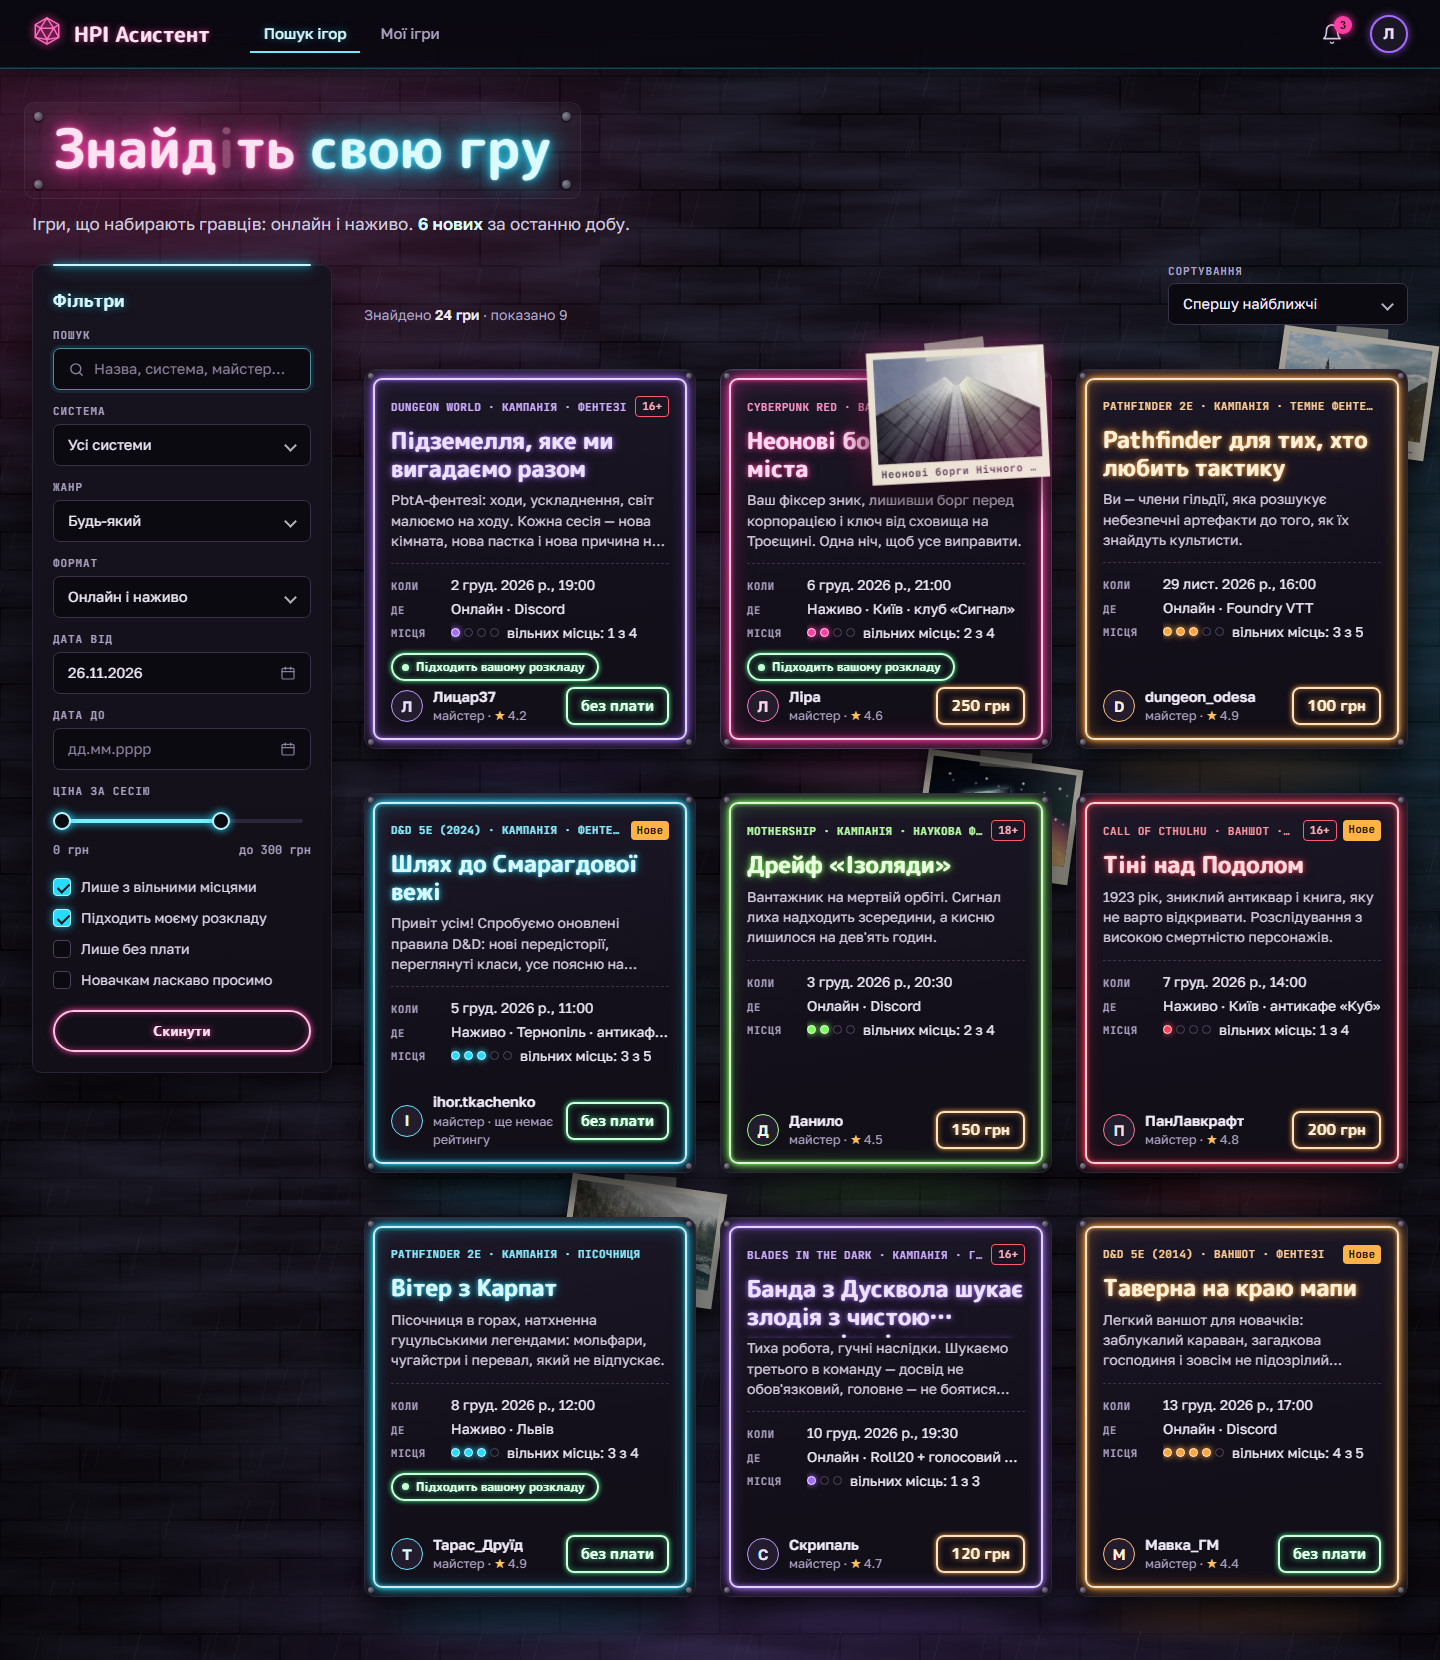 НРІ Асистент
Пошук ігор
Мої ігри
3
Л
Знайдіть свою гру
Ігри, що набирають гравців: онлайн і наживо. 6 нових за останню добу.
Фільтри
ПОШУК
Назва, система, майстер...
СИСТЕМА
Усі системи
ЖАНР
Будь-який
ФОРМАТ
Онлайн і наживо
ДАТА ВІД
26.11.2026
ДАТА ДО
дд.мм.рррр
ЦІНА ЗА СЕСІЮ
0 грн
до 300 грн
Лише з вільними місцями
Підходить моєму розкладу
Лише без плати
Новачкам ласкаво просимо
Скинути
Знайдено 24 гри · показано 9
СОРТУВАННЯ
Спершу найближчі
DUNGEON WORLD · КАМПАНІЯ · ФЕНТЕЗІ
16+
Підземелля, яке ми
вигадаємо разом
PbtA-фентезі: ходи, ускладнення, світ
малюємо на ходу. Кожна сесія — нова
кімната, нова пастка і нова причина н...
КОЛИ
2 груд. 2026 р., 19:00
ДЕ
Онлайн · Discord
МІСЦЯ
вільних місць: 1 з 4
Підходить вашому розкладу
Л
Лицар37
майстер · ★ 4.2
без плати
CYBERPUNK RED ·
Неонові бо
міста
Неонові борги Нічного …
Ваш фіксер зник, лишивши борг перед
корпорацією і ключ від сховища на
Троєщині. Одна ніч, щоб усе виправити.
КОЛИ
6 груд. 2026 р., 21:00
ДЕ
Наживо · Київ · клуб «Сигнал»
МІСЦЯ
вільних місць: 2 з 4
Підходить вашому розкладу
Л
Ліра
майстер · ★ 4.6
250 грн
PATHFINDER 2E · КАМПАНІЯ · ТЕМНЕ ФЕНТЕ…
Pathfinder для тих, хто
любить тактику
Ви — члени гільдії, яка розшукує
небезпечні артефакти до того, як їх
знайдуть культисти.
КОЛИ
29 лист. 2026 р., 16:00
ДЕ
Онлайн · Foundry VTT
МІСЦЯ
вільних місць: 3 з 5
D
dungeon_odesa
майстер · ★ 4.9
100 грн
D&D 5E (2024) · КАМПАНІЯ · ФЕНТЕ…
Нове
Шлях до Смарагдової
вежі
Привіт усім! Спробуємо оновлені
правила D&D: нові передісторії,
переглянуті класи, усе поясню на...
КОЛИ
5 груд. 2026 р., 11:00
ДЕ
Наживо · Тернопіль · антикаф...
МІСЦЯ
вільних місць: 3 з 5
I
ihor.tkachenko
майстер · ще немає
рейтингу
без плати
MOTHERSHIP · КАМПАНІЯ · НАУКОВА Ф…
18+
Дрейф «Ізоляди»
Вантажник на мертвій орбіті. Сигнал
лиха надходить зсередини, а кисню
лишилося на дев'ять годин.
КОЛИ
3 груд. 2026 р., 20:30
ДЕ
Онлайн · Discord
МІСЦЯ
вільних місць: 2 з 4
Д
Данило
майстер · ★ 4.5
150 грн
CALL OF CTHULHU · ВАНШОТ ·…
16+
Нове
Тіні над Подолом
1923 рік, зниклий антиквар і книга, яку
не варто відкривати. Розслідування з
високою смертністю персонажів.
КОЛИ
7 груд. 2026 р., 14:00
ДЕ
Наживо · Київ · антикафе «Куб»
МІСЦЯ
вільних місць: 1 з 4
П
ПанЛавкрафт
майстер · ★ 4.8
200 грн
PATHFINDER 2E · КАМПАНІЯ · ПІСОЧНИЦЯ
Вітер з Карпат
Пісочниця в горах, натхненна
гуцульськими легендами: мольфари,
чугайстри і перевал, який не відпускає.
КОЛИ
8 груд. 2026 р., 12:00
ДЕ
Наживо · Львів
МІСЦЯ
вільних місць: 3 з 4
Підходить вашому розкладу
Т
Тарас_Друїд
майстер · ★ 4.9
без плати
BLADES IN THE DARK · КАМПАНІЯ · Г…
16+
Банда з Дусквола шукає
злодія з чистою…
Тиха робота, гучні наслідки. Шукаємо
третього в команду — досвід не
обов'язковий, головне — не боятися...
КОЛИ
10 груд. 2026 р., 19:30
ДЕ
Онлайн · Roll20 + голосовий ...
МІСЦЯ
вільних місць: 1 з 3
С
Скрипаль
майстер · ★ 4.7
120 грн
D&D 5E (2014) · ВАНШОТ · ФЕНТЕЗІ
Нове
Таверна на краю мапи
Легкий ваншот для новачків:
заблукалий караван, загадкова
господиня і зовсім не підозрілий...
КОЛИ
13 груд. 2026 р., 17:00
ДЕ
Онлайн · Discord
МІСЦЯ
вільних місць: 4 з 5
М
Мавка_ГМ
майстер · ★ 4.4
без плати